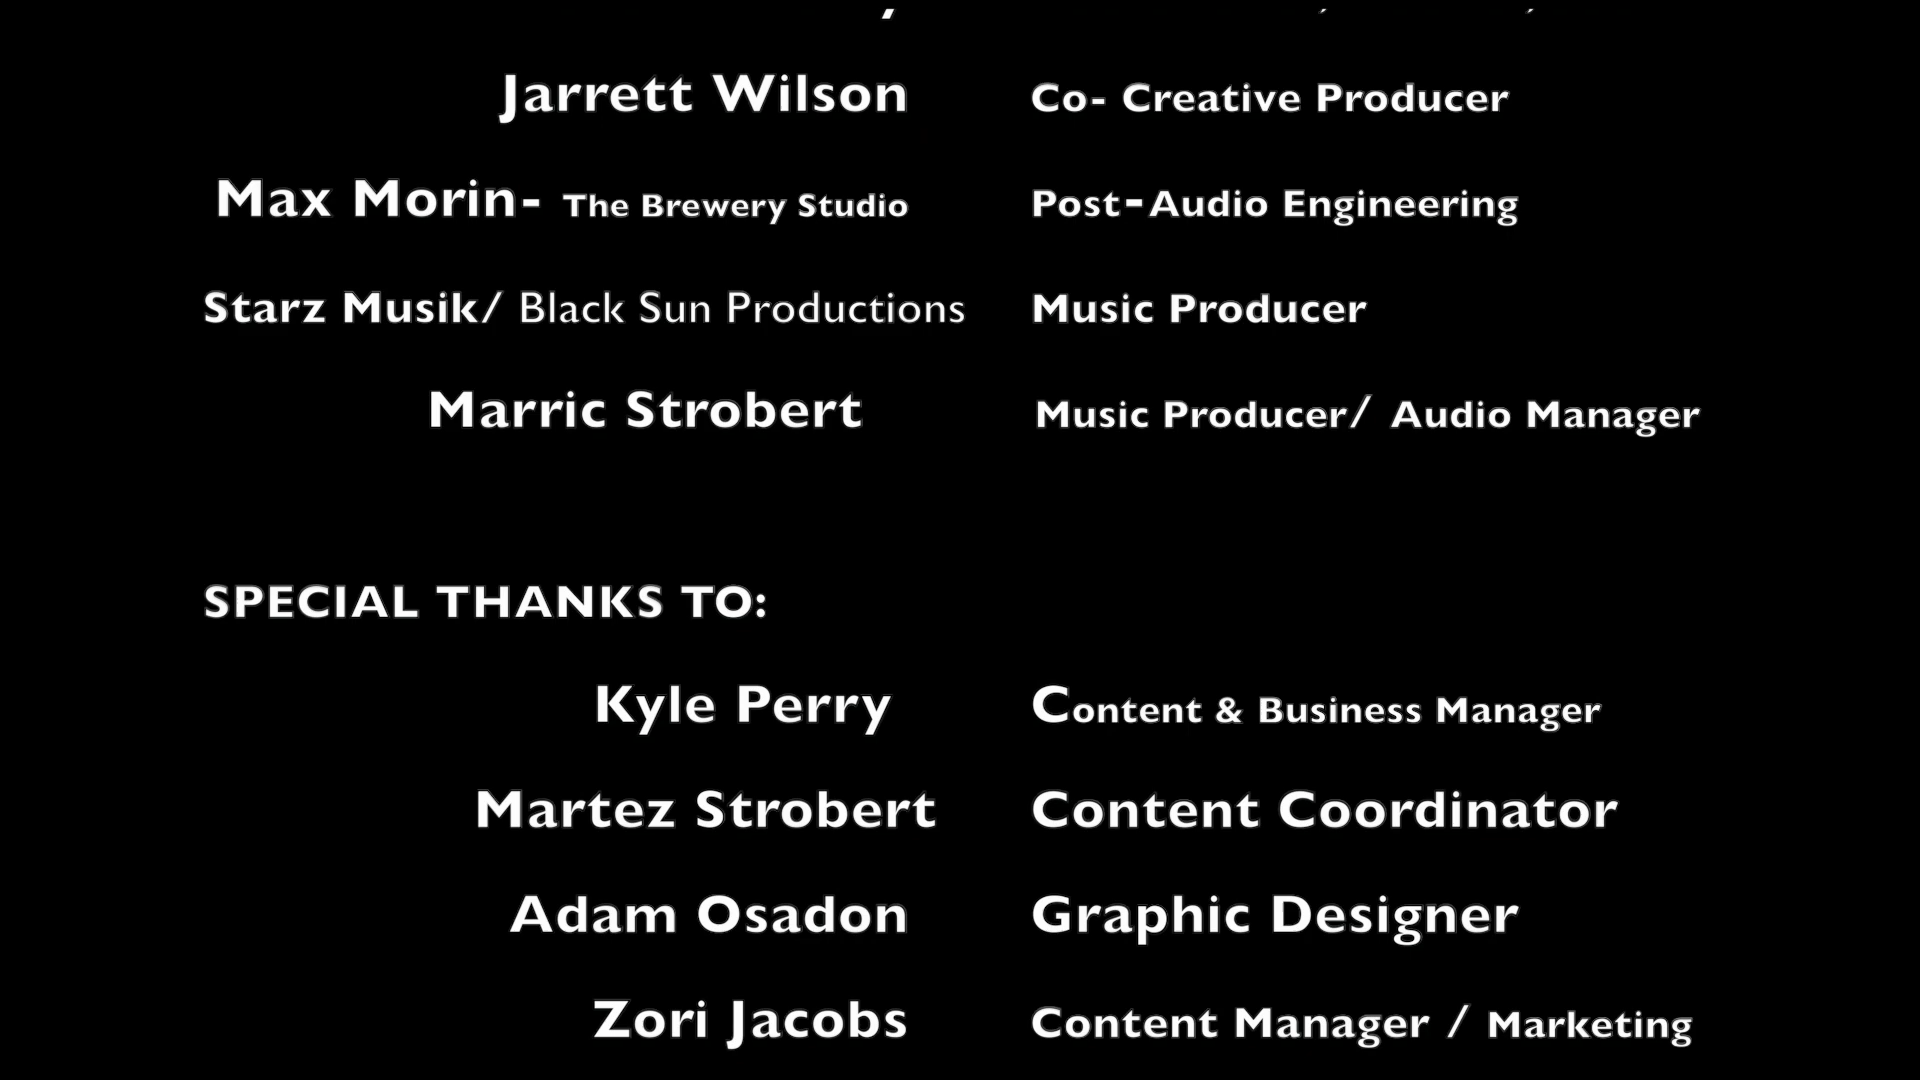 Jarrett Wilson Co- Creative Producer
Max Morin- The Brewery Studio Post-Audio Engineering
Starz Musik/ Black Sun Productions Music Producer
Marric Strobert Music Producer/ Audio Manager
SPECIAL THANKS TO:
Kyle Perry Content & Business Manager
Martez Strobert Content Coordinator
Adam Osadon Graphic Designer
Zori Jacobs Content Manager / Marketing